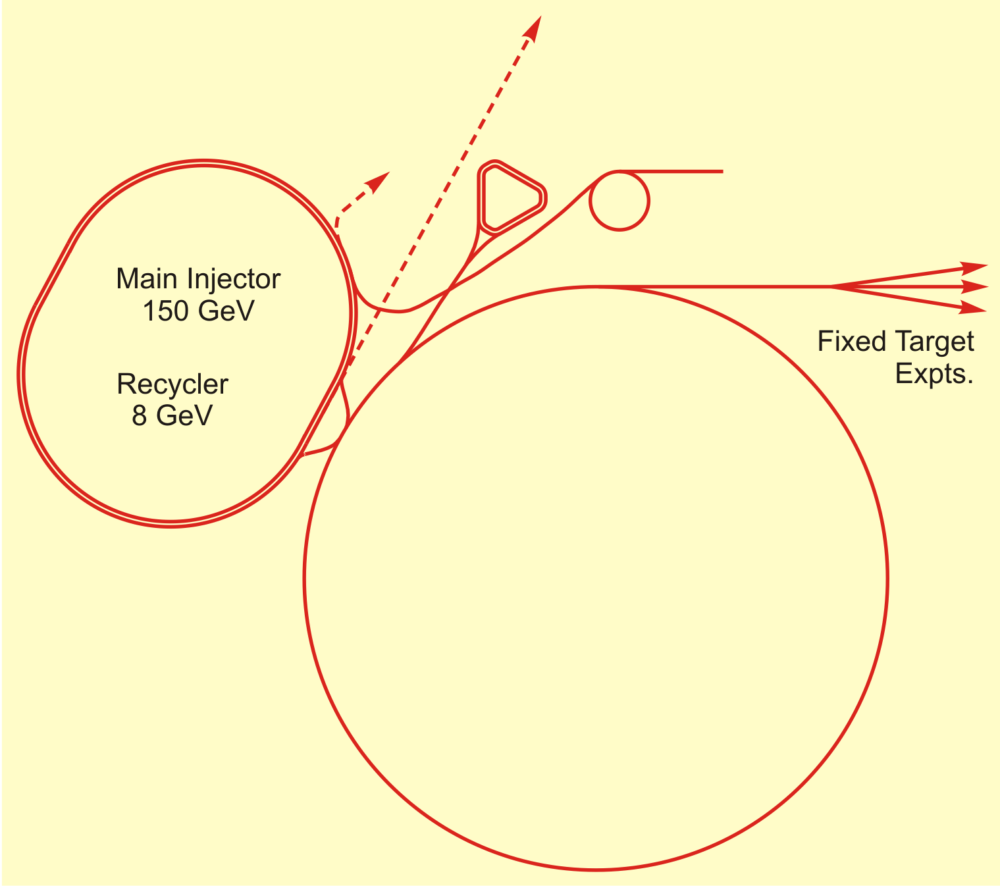 Main Injector
150 GeV
Recycler
8 GeV
Fixed Target
Expts.